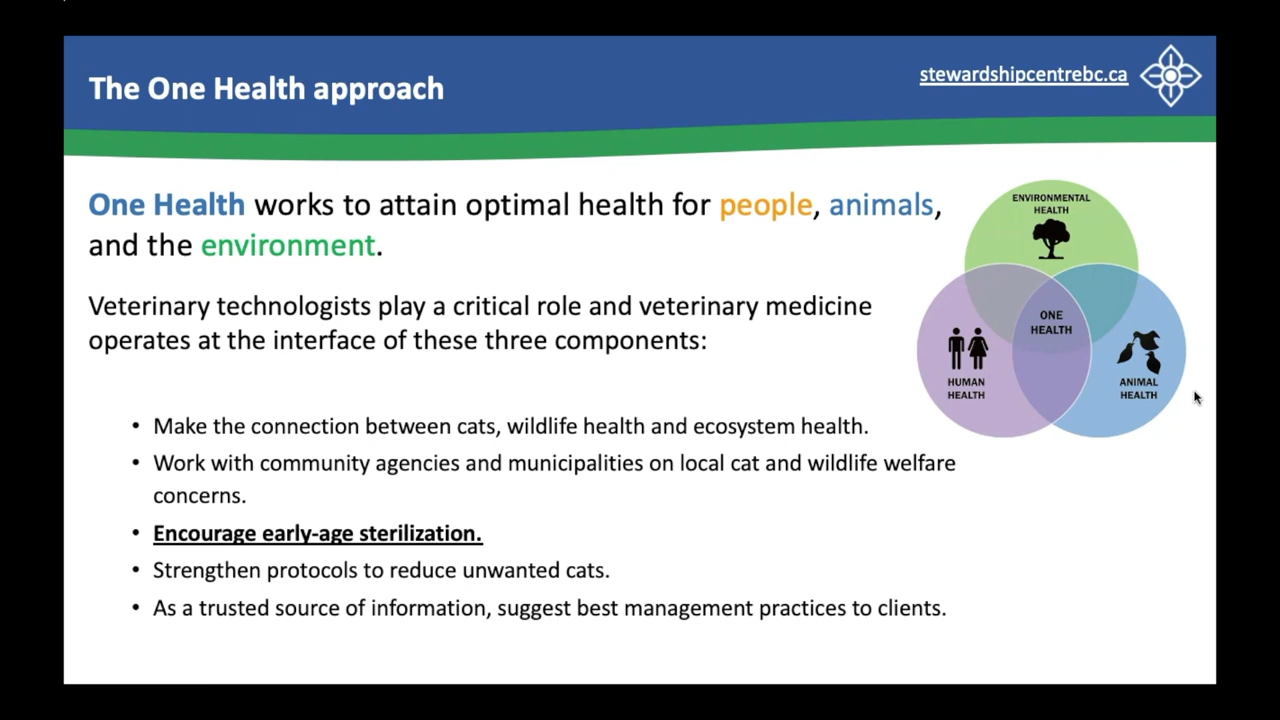 The One Health approach
stewardshipcentrebc.ca
One Health works to attain optimal health for people, animals,
and the environment.
Veterinary technologists play a critical role and veterinary medicine
operates at the interface of these three components:
ENVIRONMENTAL
HEALTH
ONE
HEALTH
HUMAN
HEALTH
ANIMAL
HEALTH
• Make the connection between cats, wildlife health and ecosystem health.
• Work with community agencies and municipalities on local cat and wildlife welfare
concerns.
• Encourage early-age sterilization.
• Strengthen protocols to reduce unwanted cats.
• As a trusted source of information, suggest best management practices to clients.